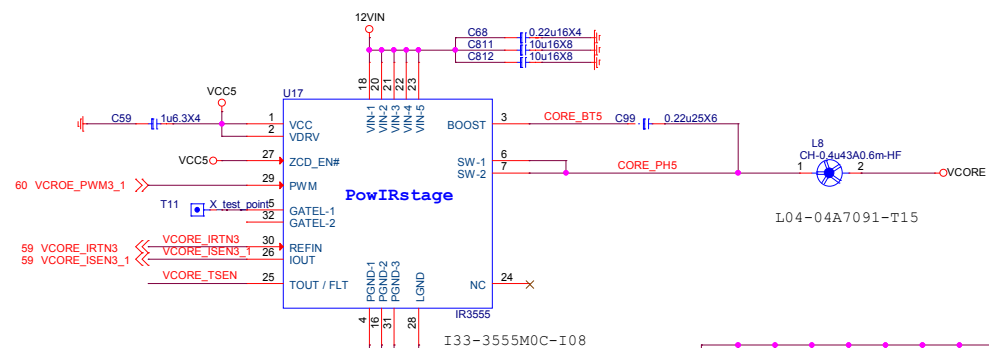 12VIN
C68 0.22u16X4
C811 10u16X8
C812 10u16X8
18 20 21 22 23
VCC5
U17
C59 1u6.3X4
1 VCC VIN-1 VIN-2 VIN-3 VIN-4 VIN-5 BOOST 3 CORE_BT5 C99 0.22u25X6
2 VDRV
L8
CH-0.4u43A0.6m-HF
VCC5 27 ZCD_EN# SW-1 6
SW-2 7 CORE_PH5 1 2 VCORE
60 VCROE_PWM3_1 29 PWM
PowIRstage
T11 X_test_point 5 GATEL-1
32 GATEL-2
L04-04A7091-T15
59 VCORE_IRTN3 VCORE_IRTN3 30 REFIN
59 VCORE_ISEN3_1 VCORE_ISEN3_1 26 IOUT
VCORE_TSEN 25 TOUT / FLT PGND-1 PGND-2 PGND-3 LGND NC 24
IR3555
4 16 31 28
I33-3555M0C-I08